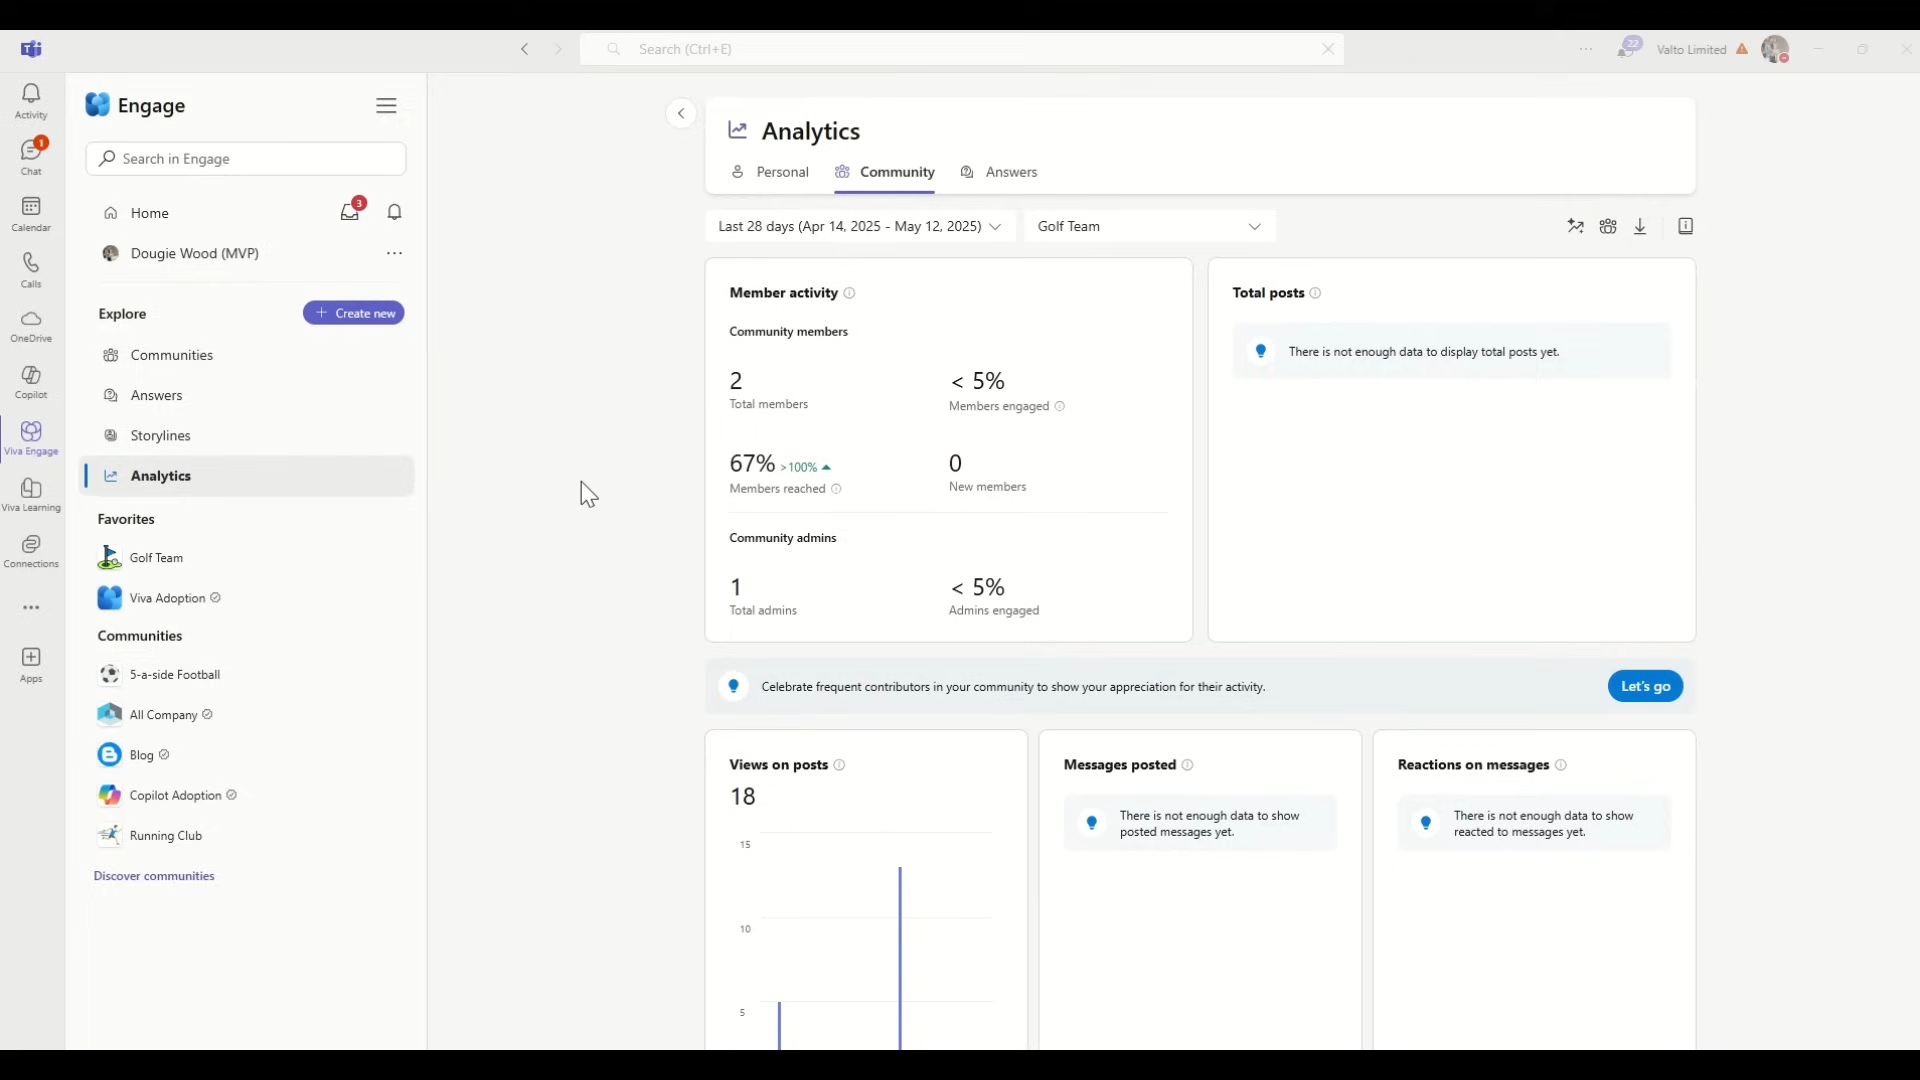 Search (Ctrl+E)
22
Valto Limited
Activity
1
Chat
Calendar
Calls
OneDrive
Copilot
Viva Engage
Viva Learning
Connections
Apps
Engage
Search in Engage
Home
3
Dougie Wood (MVP)
Explore
Create new
Communities
Answers
Storylines
Analytics
Favorites
Golf Team
Viva Adoption
Communities
5-a-side Football
All Company
Blog
Copilot Adoption
Running Club
Discover communities
Analytics
Personal
Community
Answers
Last 28 days (Apr 14, 2025 - May 12, 2025)
Golf Team
Member activity
Community members
2
Total members
< 5%
Members engaged
67% >100%
Members reached
0
New members
Community admins
1
Total admins
< 5%
Admins engaged
Total posts
There is not enough data to display total posts yet.
Celebrate frequent contributors in your community to show your appreciation for their activity.
Let's go
Views on posts
18
15
10
5
Messages posted
There is not enough data to show
posted messages yet.
Reactions on messages
There is not enough data to show
reacted to messages yet.